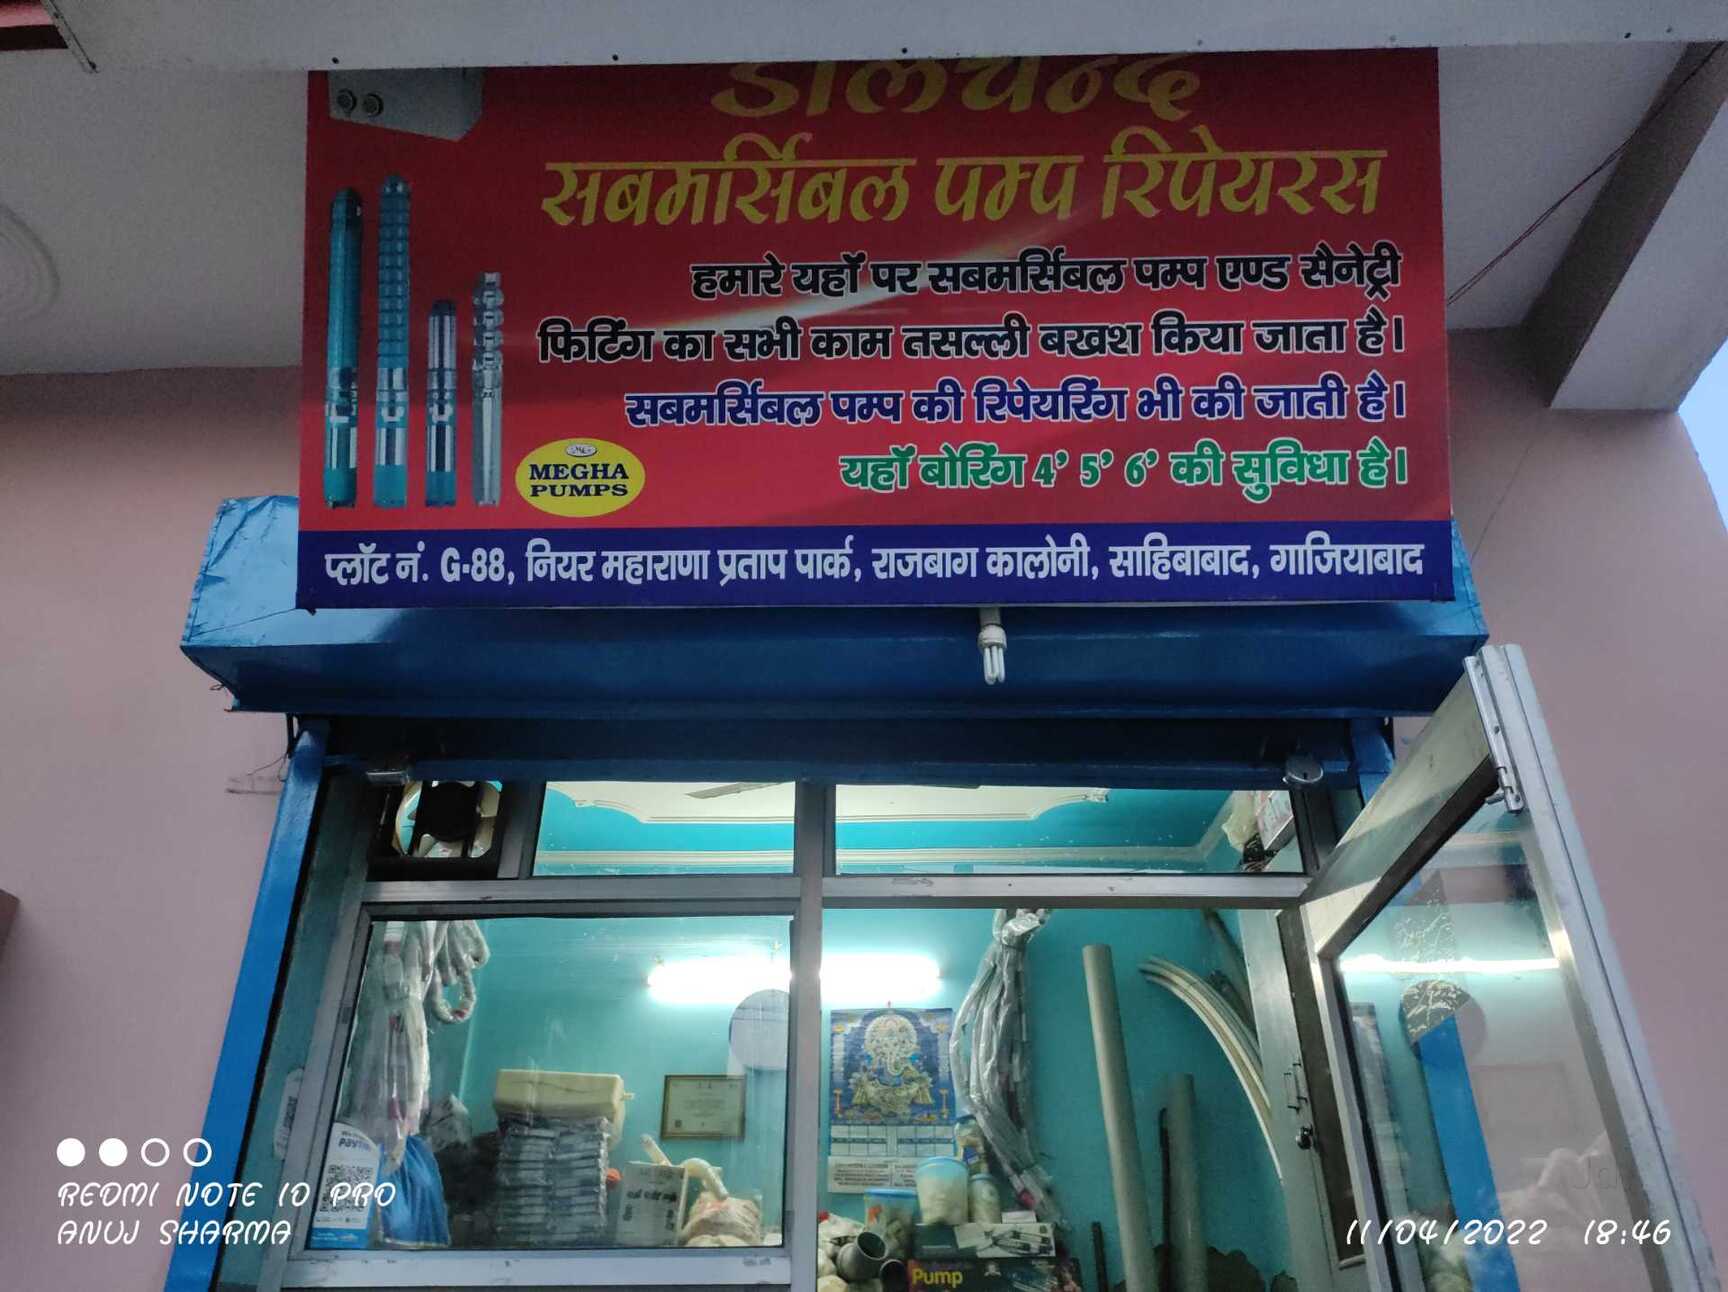 डालचन्द
सबमर्सिबल पम्प रिपेयरस
हमारे यहॉ पर सबमर्सिबल पम्प एण्ड सैनेट्री
फिटिंग का सभी काम तसल्ली बखश किया जाता है।
सबमर्सिबल पम्प की रिपेयरिंग भी की जाती है।
यहॉ बोरिंग 4' 5' 6' की सुविधा है।
MEGHA
PUMPS
प्लॉट नं. G-88, नियर महाराणा प्रताप पार्क, राजबाग कालोनी, साहिबाबाद, गाजियाबाद
Paytm
Pump
REDMI NOTE 10 PRO
ANUJ SHARMA
11/04/2022 18:46